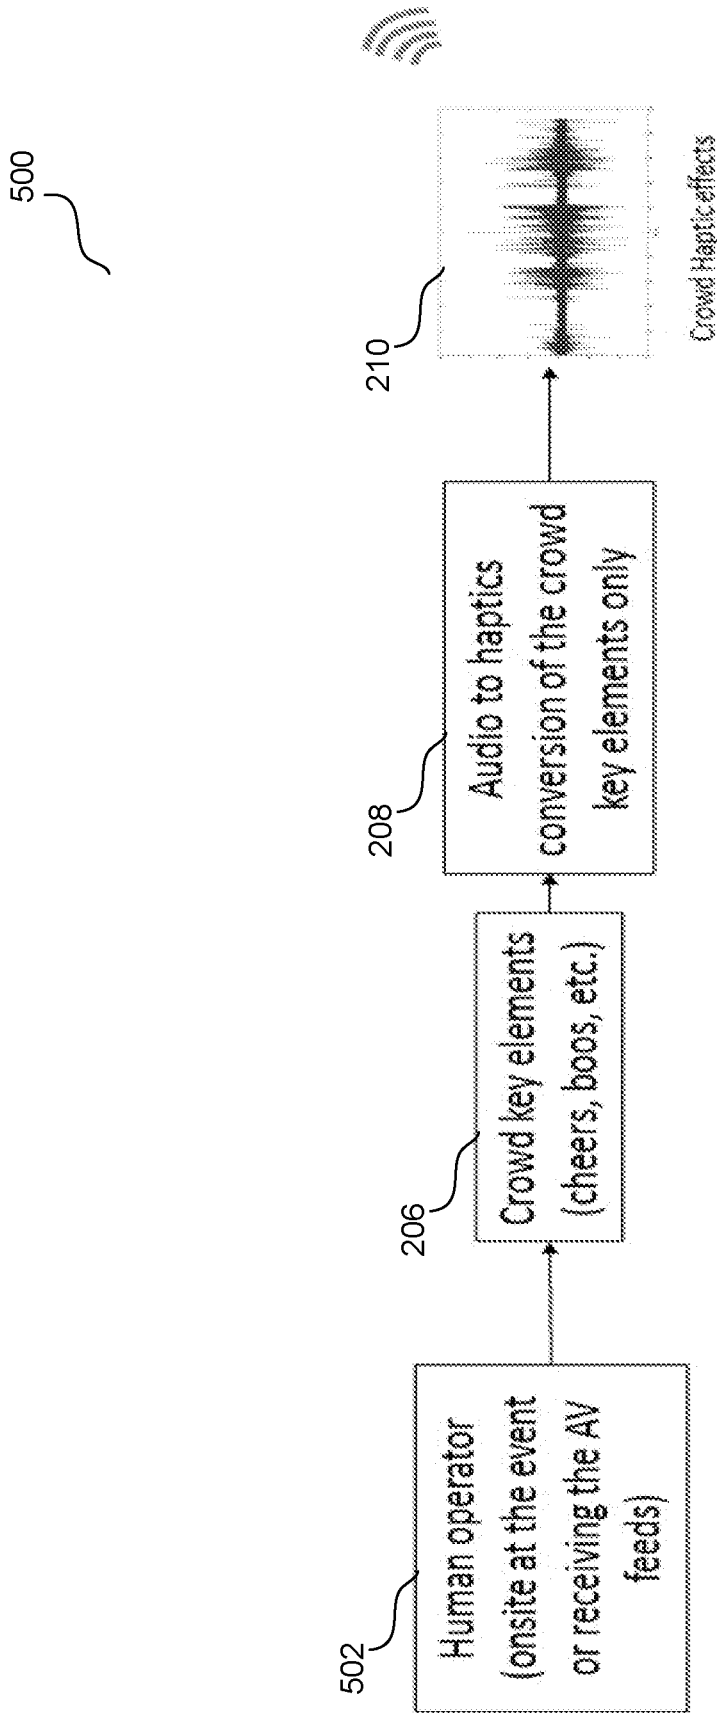 500
502
Human operator
(onsite at the event
or receiving the AV
feeds)
206
Crowd key elements
(cheers, boos, etc.)
208
Audio to haptics
conversion of the crowd
key elements only
210
Crowd Haptic effects